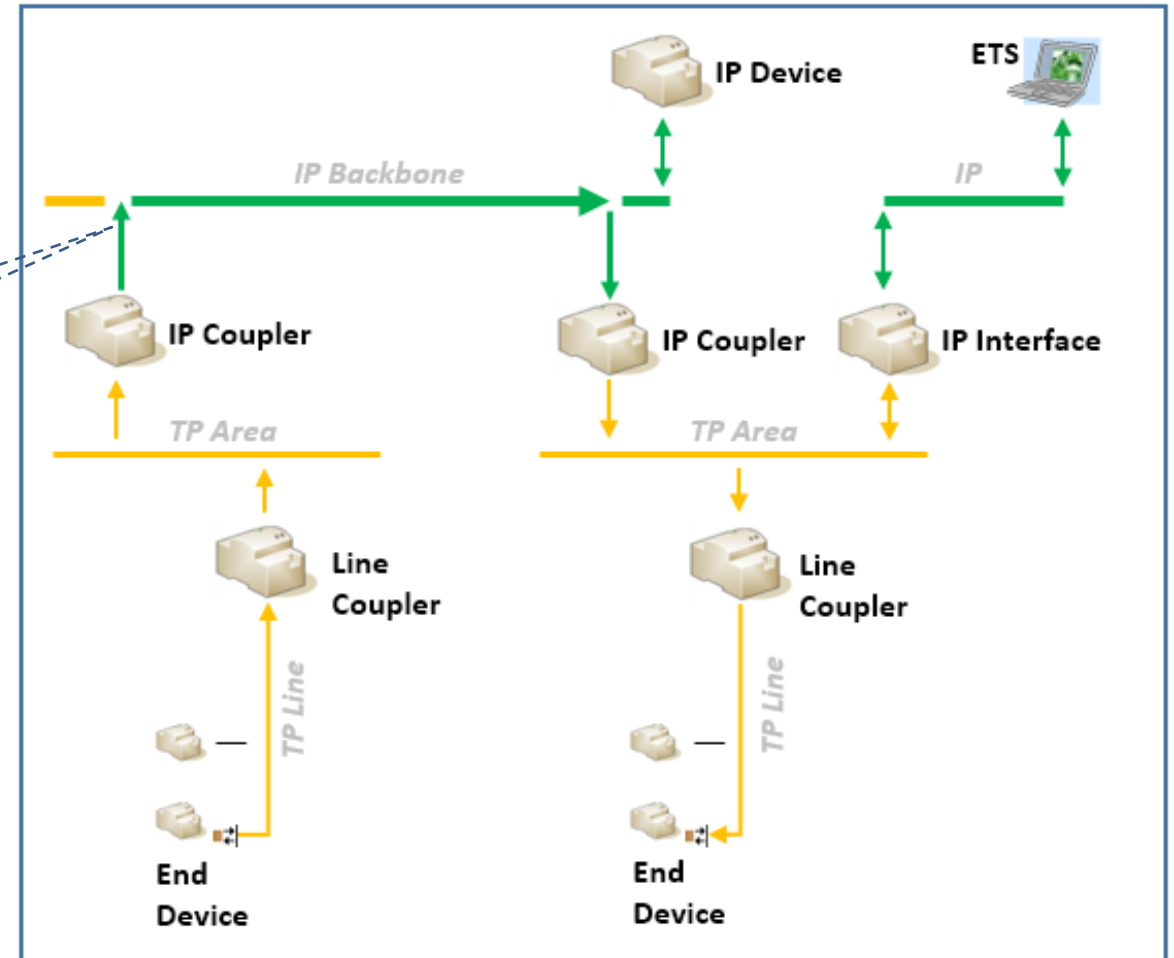 ETS
IP Device
IP Backbone
IP
IP Coupler
IP Coupler
IP Interface
TP Area
TP Area
Line
Coupler
Line
Coupler
TP Line
TP Line
End
Device
End
Device